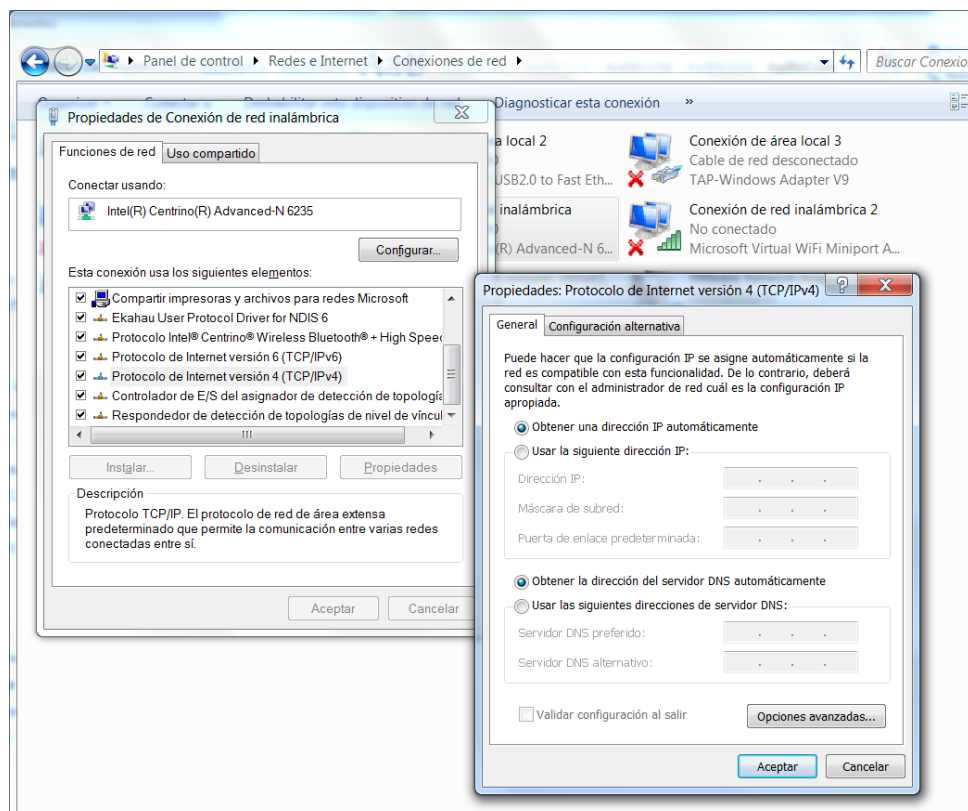 Panel de control ▸ Redes e Internet ▸ Conexiones de red ▸
Buscar Conexio
Diagnosticar esta conexión »
a local 2
USB2.0 to Fast Eth...
inalámbrica
(R) Advanced-N 6...
Conexión de área local 3
Cable de red desconectado
TAP-Windows Adapter V9
Conexión de red inalámbrica 2
No conectado
Microsoft Virtual WiFi Miniport A...
Propiedades de Conexión de red inalámbrica
Funciones de red
Uso compartido
Conectar usando:
Intel(R) Centrino(R) Advanced-N 6235
Configurar...
Esta conexión usa los siguientes elementos:
Compartir impresoras y archivos para redes Microsoft
Ekahau User Protocol Driver for NDIS 6
Protocolo Intel® Centrino® Wireless Bluetooth® + High Speed
Protocolo de Internet versión 6 (TCP/IPv6)
Protocolo de Internet versión 4 (TCP/IPv4)
Controlador de E/S del asignador de detección de topología
Respondedor de detección de topologías de nivel de víncul
Instalar...
Desinstalar
Propiedades
Descripción
Protocolo TCP/IP. El protocolo de red de área extensa
predeterminado que permite la comunicación entre varias redes
conectadas entre sí.
Aceptar
Cancelar
Propiedades: Protocolo de Internet versión 4 (TCP/IPv4)
General
Configuración alternativa
Puede hacer que la configuración IP se asigne automáticamente si la
red es compatible con esta funcionalidad. De lo contrario, deberá
consultar con el administrador de red cuál es la configuración IP
apropiada.
Obtener una dirección IP automáticamente
Usar la siguiente dirección IP:
Dirección IP:
Máscara de subred:
Puerta de enlace predeterminada:
Obtener la dirección del servidor DNS automáticamente
Usar las siguientes direcciones de servidor DNS:
Servidor DNS preferido:
Servidor DNS alternativo:
Validar configuración al salir
Opciones avanzadas...
Aceptar
Cancelar